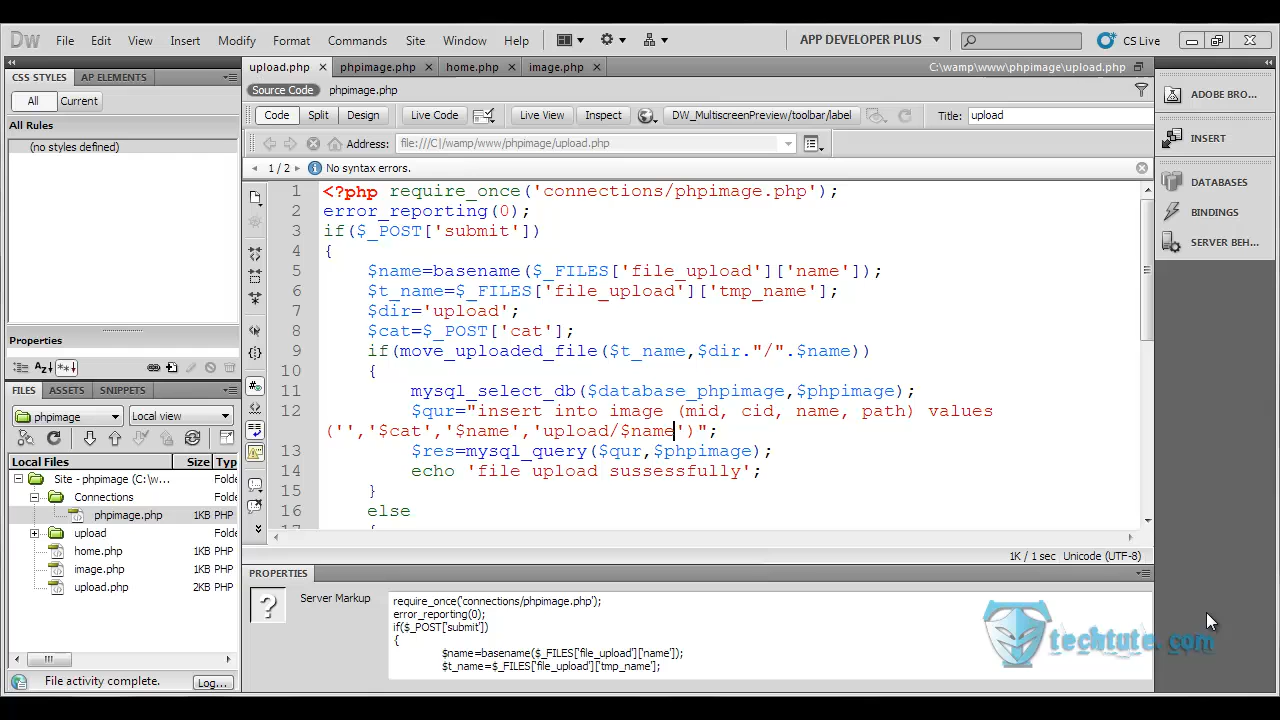 Dw File Edit View Insert Modify Format Commands Site Window Help APP DEVELOPER PLUS CS Live
CSS STYLES AP ELEMENTS
All Current
All Rules
(no styles defined)
Properties
FILES ASSETS SNIPPETS
phpimage Local view
Local Files Size Typ
Site - phpimage (C:\w... Folde
Connections Folde
phpimage.php 1KB PHP
upload Folde
home.php 1KB PHP
image.php 1KB PHP
upload.php 2KB PHP
File activity complete. Log...
upload.php phpimage.php home.php image.php C:\wamp\www\phpimage\upload.php
Source Code phpimage.php
Code Split Design Live Code Live View Inspect DW_MultiscreenPreview/toolbar/label Title: upload
Address: file:///C|/wamp/www/phpimage/upload.php
1 / 2 No syntax errors.
1 <?php require_once('connections/phpimage.php');
2 error_reporting(0);
3 if($_POST['submit'])
4 {
5 $name=basename($_FILES['file_upload']['name']);
6 $t_name=$_FILES['file_upload']['tmp_name'];
7 $dir='upload';
8 $cat=$_POST['cat'];
9 if(move_uploaded_file($t_name,$dir."/".$name))
10 {
11 mysql_select_db($database_phpimage,$phpimage);
12 $qur="insert into image (mid, cid, name, path) values
('','$cat','$name','upload/$name')";
13 $res=mysql_query($qur,$phpimage);
14 echo 'file upload sussessfully';
15 }
16 else
17 {
1K / 1 sec Unicode (UTF-8)
PROPERTIES
Server Markup
require_once('connections/phpimage.php');
error_reporting(0);
if($_POST['submit'])
{
$name=basename($_FILES['file_upload']['name']);
$t_name=$_FILES['file_upload']['tmp_name'];
ADOBE BRO...
INSERT
DATABASES
BINDINGS
SERVER BEH...
techtute.com